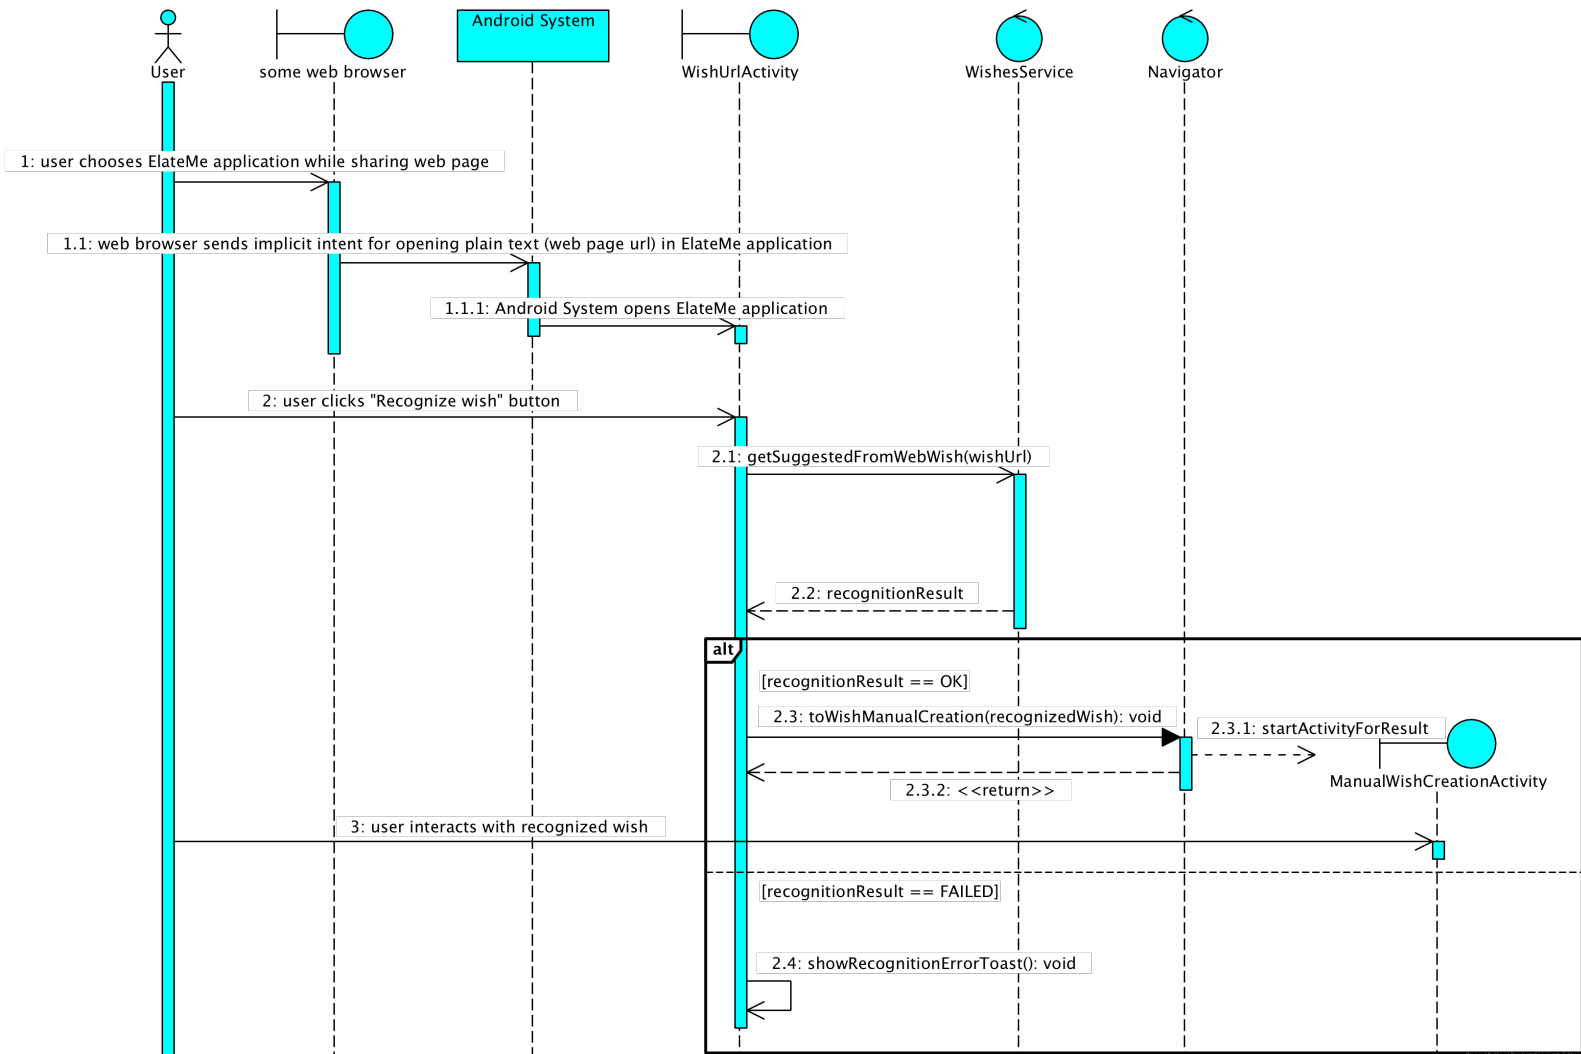 Android System
User
some web browser
WishUrlActivity
WishesService
Navigator
1: user chooses ElateMe application while sharing web page
1.1: web browser sends implicit intent for opening plain text (web page url) in ElateMe application
1.1.1: Android System opens ElateMe application
2: user clicks "Recognize wish" button
2.1: getSuggestedFromWebWish(wishUrl)
2.2: recognitionResult
alt
[recognitionResult == OK]
2.3: toWishManualCreation(recognizedWish): void
2.3.1: startActivityForResult
ManualWishCreationActivity
2.3.2: <<return>>
3: user interacts with recognized wish
[recognitionResult == FAILED]
2.4: showRecognitionErrorToast(): void